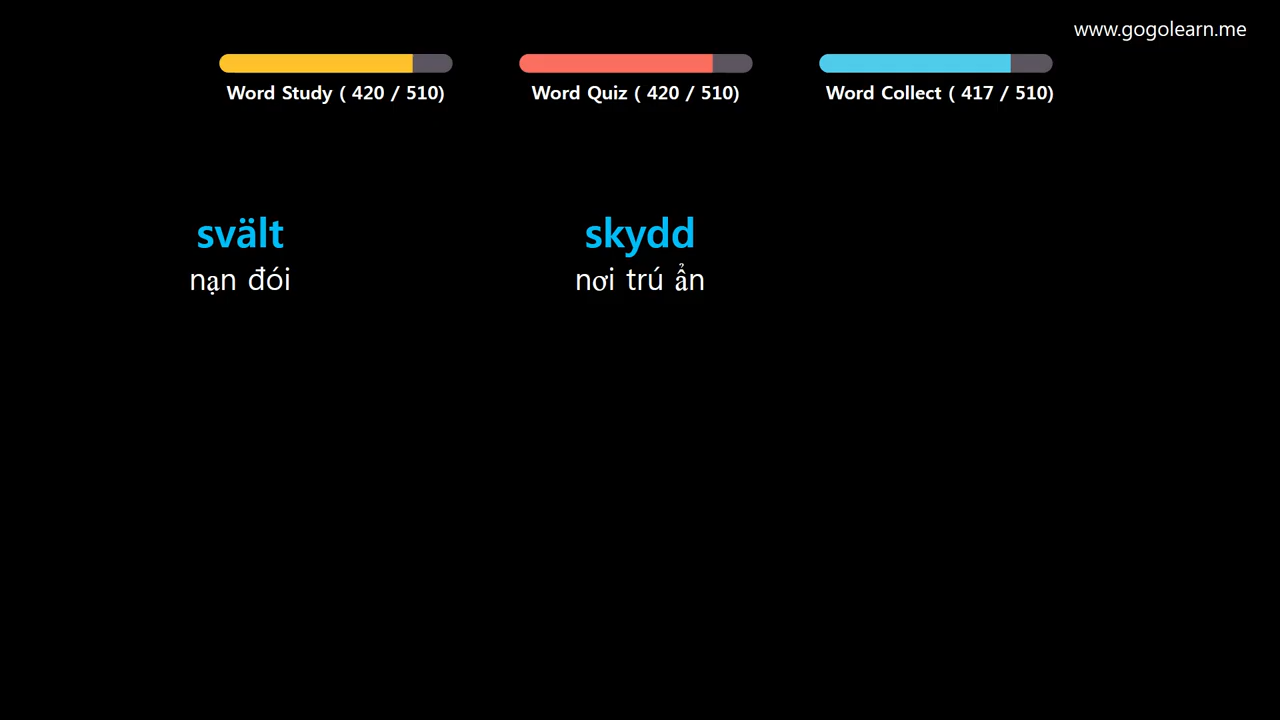 www.gogolearn.me
Word Study ( 420 / 510)
Word Quiz ( 420 / 510)
Word Collect ( 417 / 510)
svält
nạn đói
skydd
nơi trú ẩn